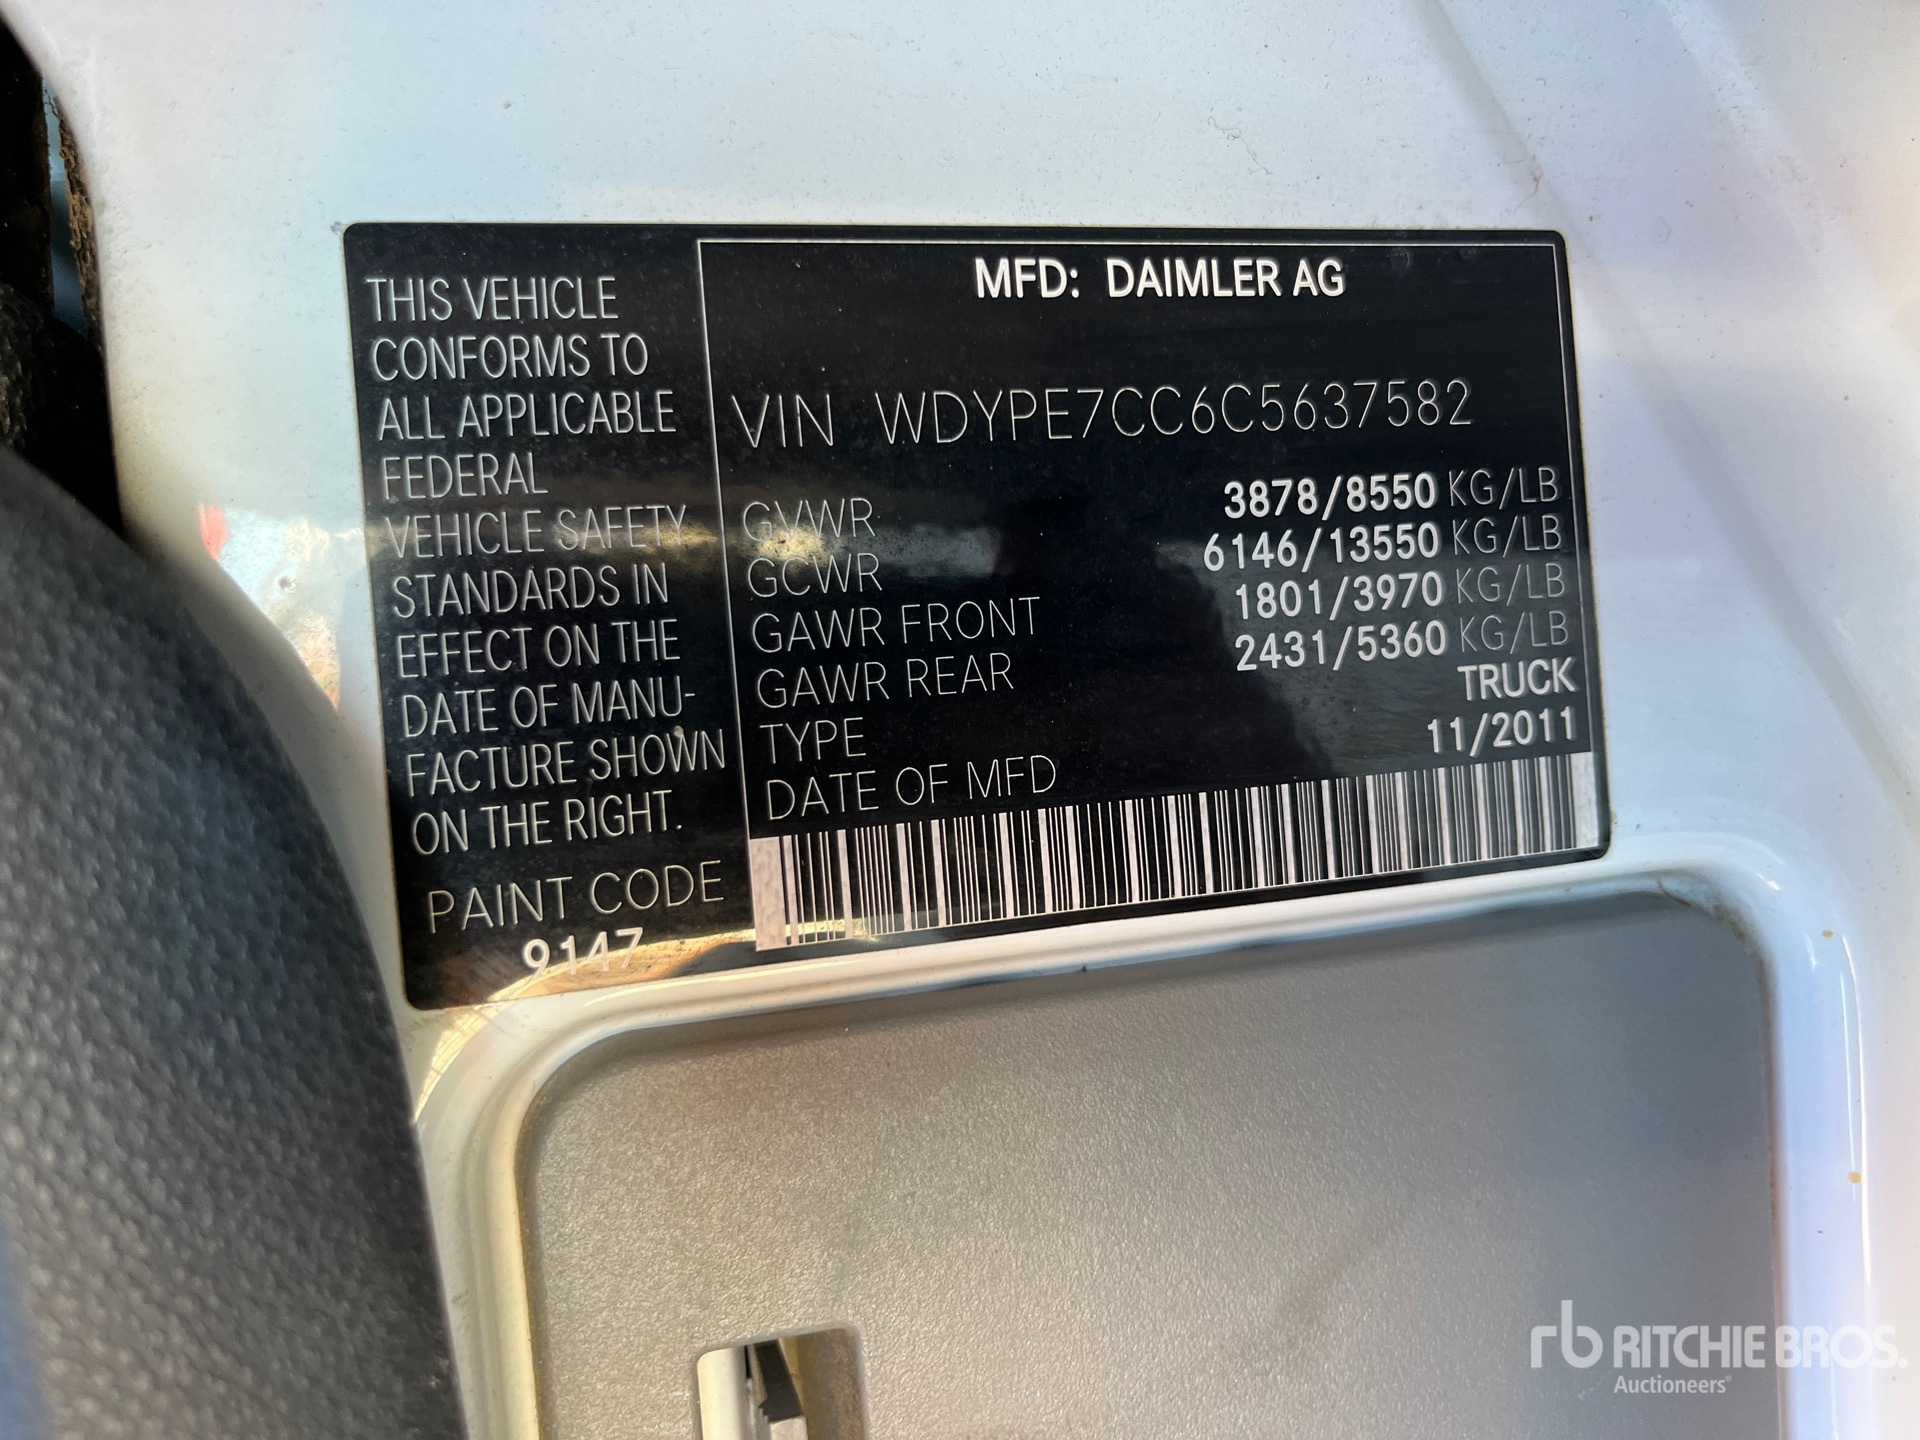 THIS VEHICLE
CONFORMS TO
ALL APPLICABLE
FEDERAL
VEHICLE SAFETY
STANDARDS IN
EFFECT ON THE
DATE OF MANU-
FACTURE SHOWN
ON THE RIGHT.
PAINT CODE
9147
MFD: DAIMLER AG
VIN WDYPE7CC6C5637582
GVWR 3878/8550 KG/LB
GCWR 6146/13550 KG/LB
GAWR FRONT 1801/3970 KG/LB
GAWR REAR 2431/5360 KG/LB
TYPE TRUCK
DATE OF MFD 11/2011
rb RITCHIE BROS.
Auctioneers